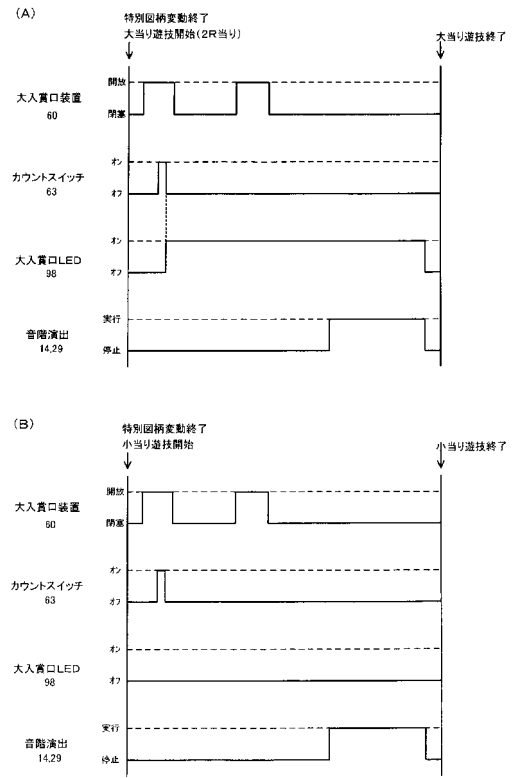 (A)
特別図柄変動終了
大当り遊技開始(2R当り)
大当り遊技終了
大入賞口装置
60
開放
閉塞
カウントスイッチ
63
オン
オフ
大入賞口LED
98
オン
オフ
音階演出
14,29
実行
停止
(B)
特別図柄変動終了
小当り遊技開始
小当り遊技終了
大入賞口装置
60
開放
閉塞
カウントスイッチ
63
オン
オフ
大入賞口LED
98
オン
オフ
音階演出
14,29
実行
停止